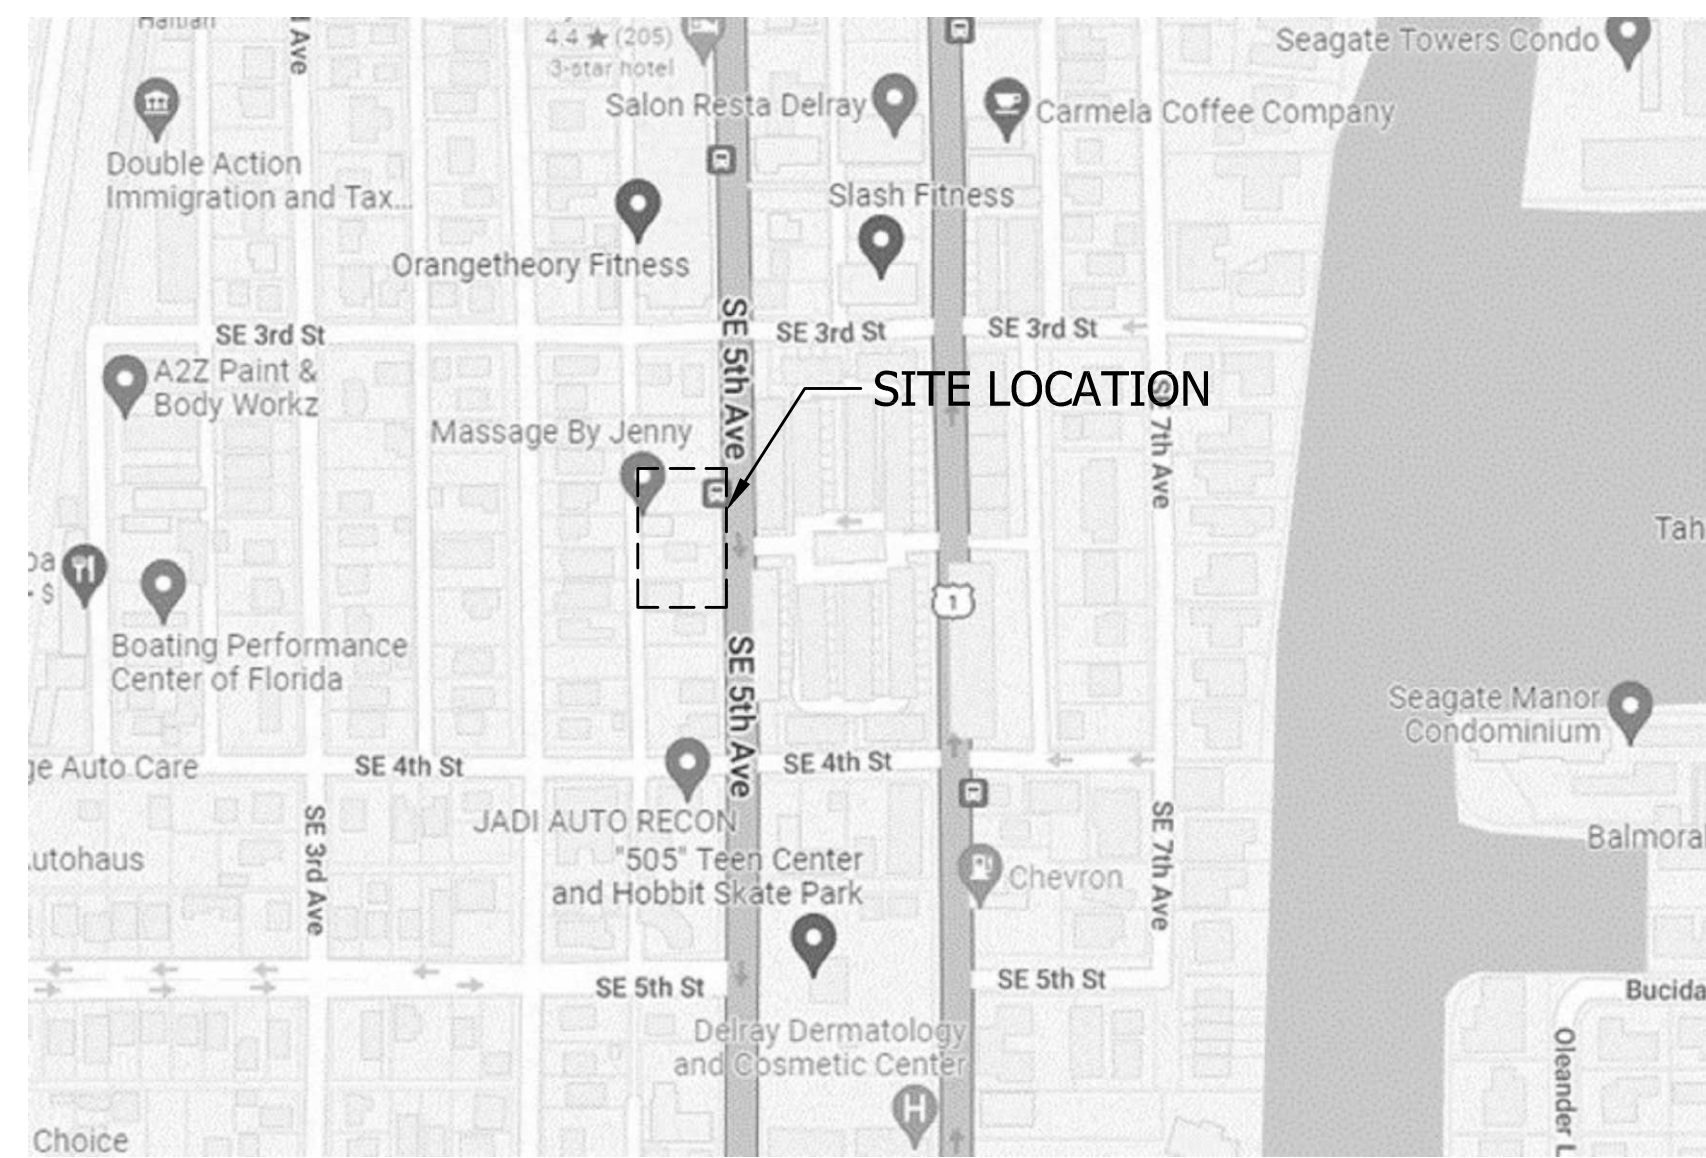 Haitian
Ave
4.4 ★ (205)
3-star hotel
Seagate Towers Condo
Salon Resta Delray
Carmela Coffee Company
Double Action
Immigration and Tax...
Slash Fitness
Orangetheory Fitness
SE 3rd St
SE 3rd St
SE 3rd St
SE 5th Ave
A2Z Paint &
Body Workz
SITE LOCATION
SE 7th Ave
Massage By Jenny
Tah
$
1
Boating Performance
Center of Florida
SE 5th Ave
Seagate Manor
Condominium
ge Auto Care
SE 4th St
SE 4th St
JADI AUTO RECON
SE 3rd Ave
SE 7th Ave
utohaus
"505" Teen Center
and Hobbit Skate Park
Chevron
Balmoral
SE 5th St
SE 5th St
Bucida
Delray Dermatology
and Cosmetic Center
Oleander L
H
Choice